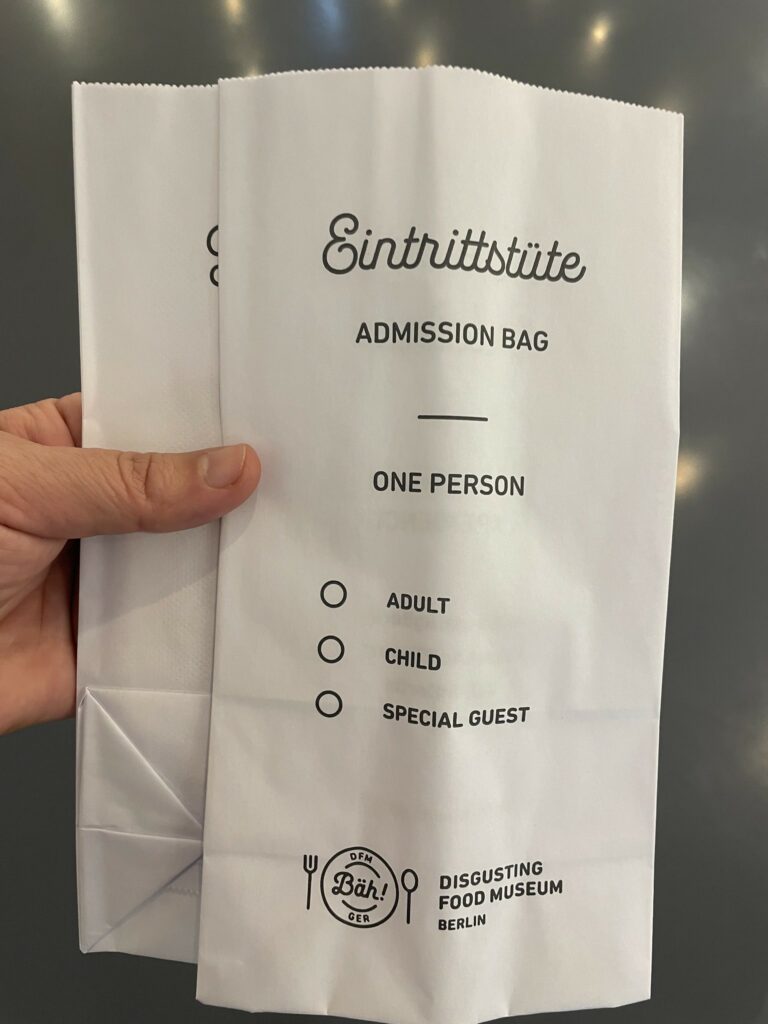 Eintrittstüte
ADMISSION BAG
ONE PERSON
ADULT
CHILD
SPECIAL GUEST
DFM
Bäh!
GER
DISGUSTING
FOOD MUSEUM
BERLIN